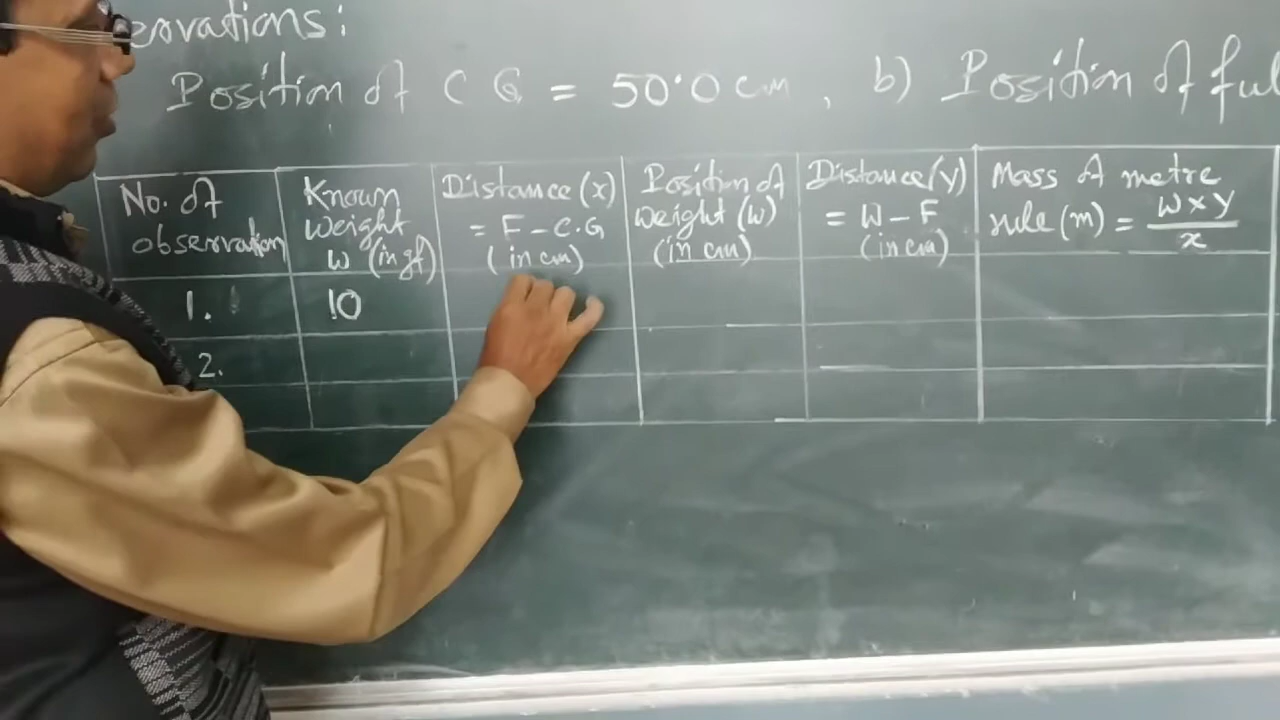 ervations:
Position of C G = 50.0 cm, b) Position of ful
No. of
observation
Known
weight
w (in gf)
Distance (x)
= F - C.G
(in cm)
Position of
weight (w)
(in cm)
Distance (y)
= W - F
(in cm)
Mass of metre
rule (m) = W x y / x
1.
10
2.